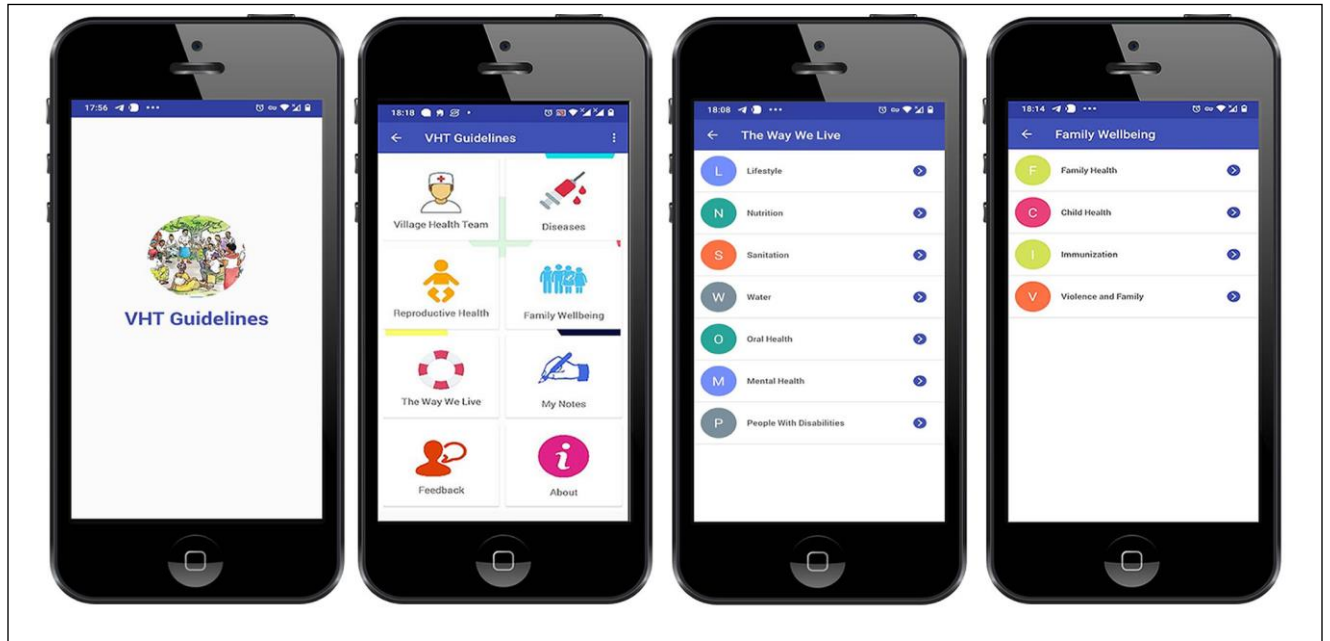 17:56
VHT Guidelines
18:18
VHT Guidelines
Village Health Team
Diseases
Reproductive Health
Family Wellbeing
The Way We Live
My Notes
Feedback
i
About
18:08
The Way We Live
L Lifestyle
N Nutrition
S Sanitation
W Water
O Oral Health
M Mental Health
P People With Disabilities
18:14
Family Wellbeing
F Family Health
C Child Health
I Immunization
V Violence and Family